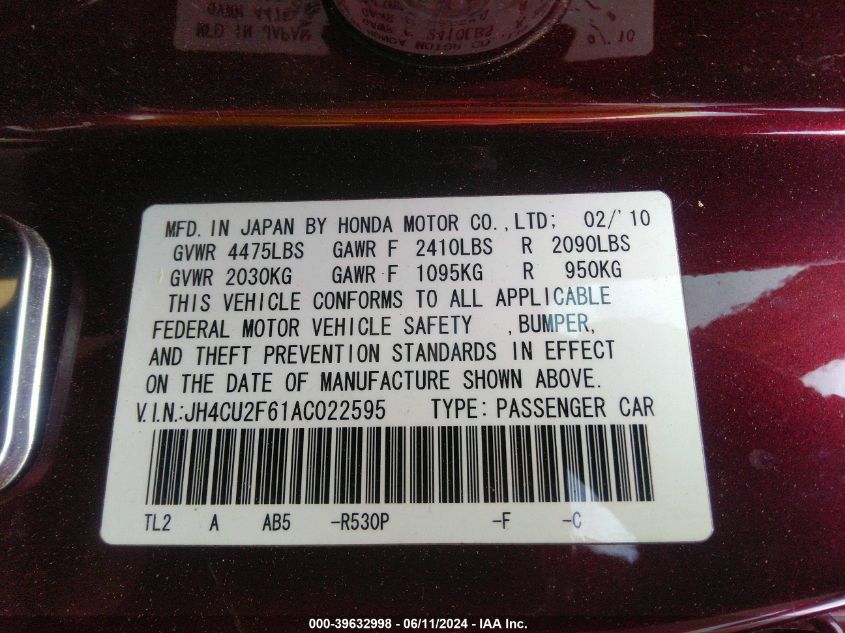 MFD. IN JAPAN BY HONDA MOTOR CO., LTD; 02/'10
GVWR 4475LBS GAWR F 2410LBS R 2090LBS
GVWR 2030KG GAWR F 1095KG R 950KG
THIS VEHICLE CONFORMS TO ALL APPLICABLE
FEDERAL MOTOR VEHICLE SAFETY , BUMPER,
AND THEFT PREVENTION STANDARDS IN EFFECT
ON THE DATE OF MANUFACTURE SHOWN ABOVE.
V.I.N.:JH4CU2F61AC022595 TYPE: PASSENGER CAR
TL2 A AB5 -R530P -F -C
000-39632998 - 06/11/2024 - IAA Inc.